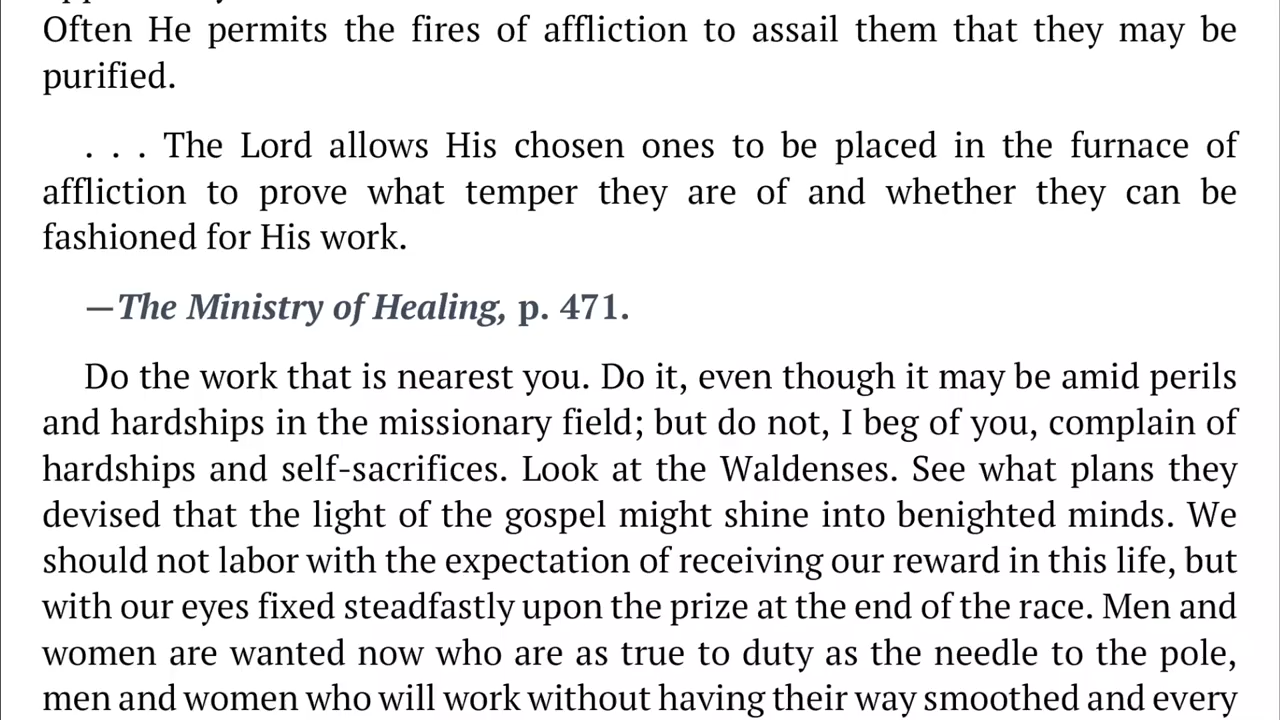 Often He permits the fires of affliction to assail them that they may be
purified.
. . . The Lord allows His chosen ones to be placed in the furnace of
affliction to prove what temper they are of and whether they can be
fashioned for His work.
—The Ministry of Healing, p. 471.
Do the work that is nearest you. Do it, even though it may be amid perils
and hardships in the missionary field; but do not, I beg of you, complain of
hardships and self-sacrifices. Look at the Waldenses. See what plans they
devised that the light of the gospel might shine into benighted minds. We
should not labor with the expectation of receiving our reward in this life, but
with our eyes fixed steadfastly upon the prize at the end of the race. Men and
women are wanted now who are as true to duty as the needle to the pole,
men and women who will work without having their way smoothed and every